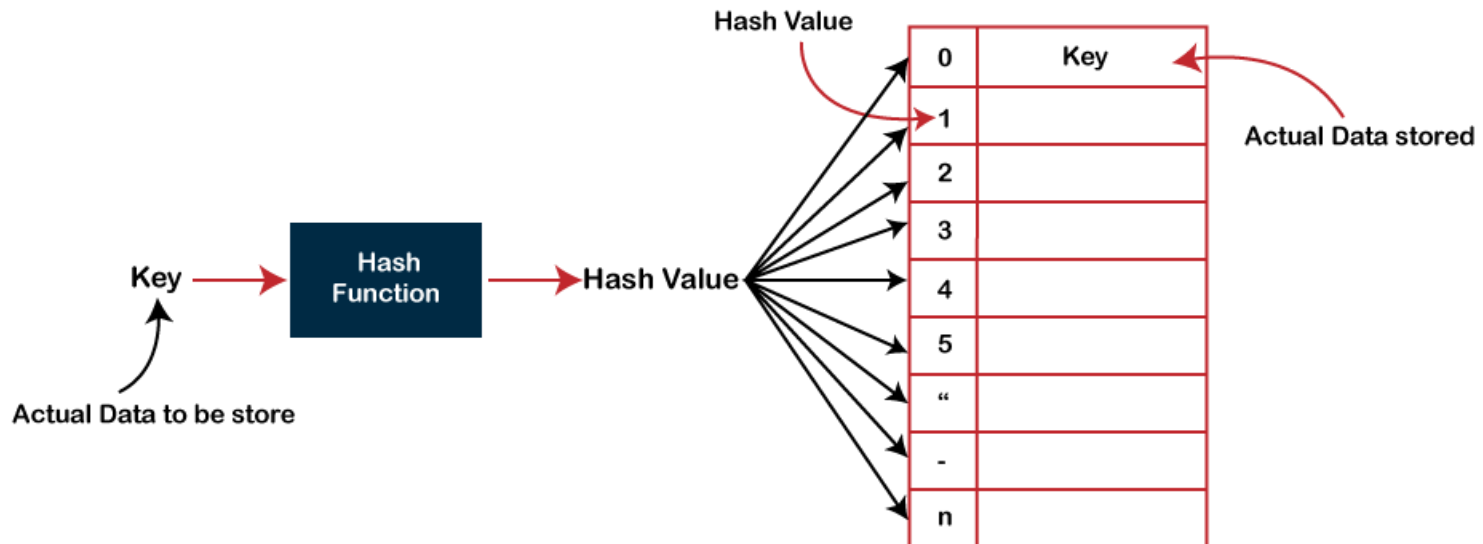 Hash Value
0 Key
1
Actual Data stored
2
3
Key
Hash
Function
Hash Value
4
5
“
Actual Data to be store
-
n